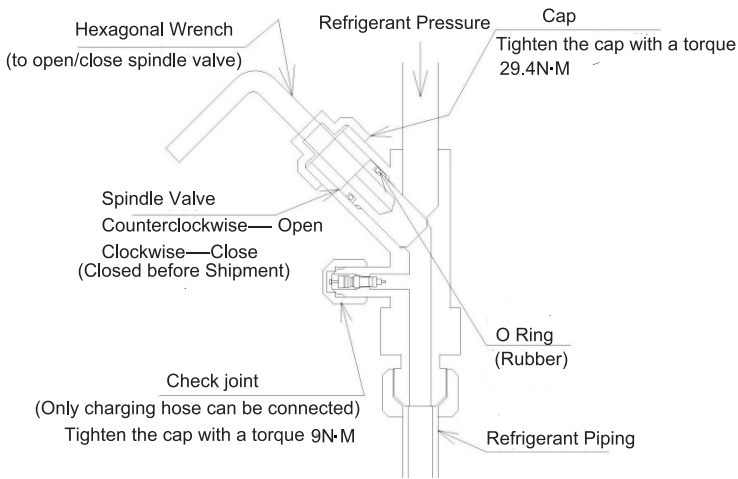 Hexagonal Wrench
(to open/close spindle valve)
Refrigerant Pressure
Cap
Tighten the cap with a torque
29.4N·M
Spindle Valve
Counterclockwise— Open
Clockwise—Close
(Closed before Shipment)
O Ring
(Rubber)
Check joint
(Only charging hose can be connected)
Tighten the cap with a torque 9N·M
Refrigerant Piping